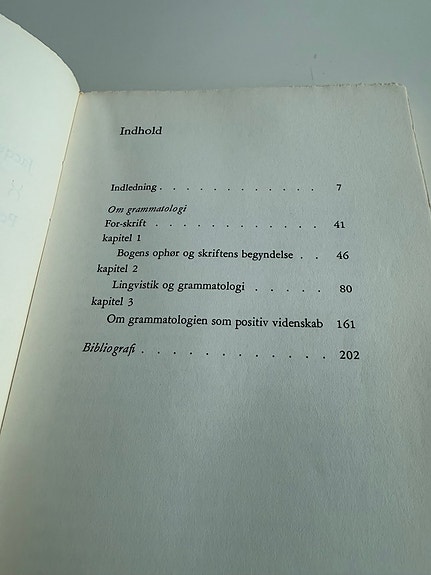 Indhold
Indledning . . . . . . . . . . . 7
Om grammatologi
For-skrift . . . . . . . . . . . 41
kapitel 1
Bogens ophør og skriftens begyndelse . . 46
kapitel 2
Lingvistik og grammatologi . . . . . 80
kapitel 3
Om grammatologien som positiv videnskab 161
Bibliografi . . . . . . . . . . . 202